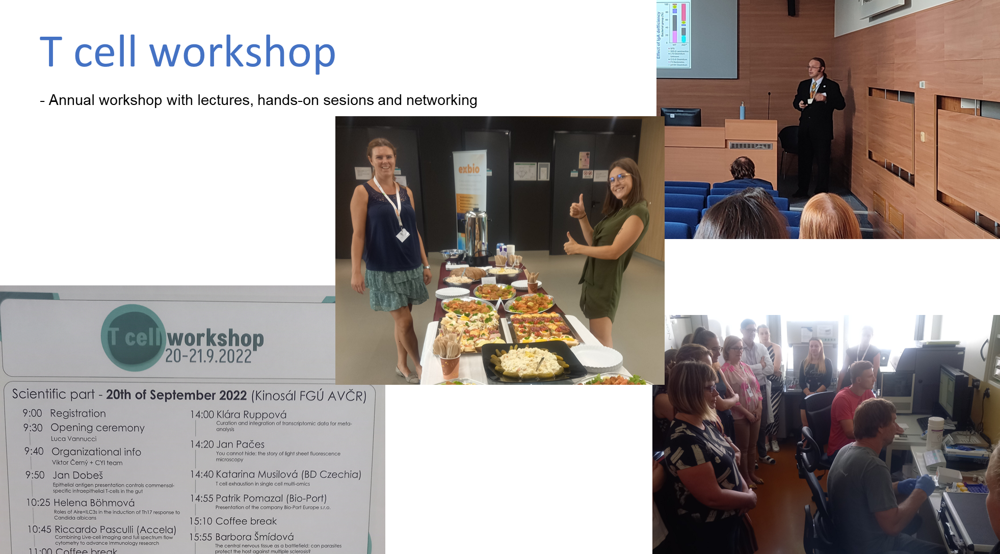 T cell workshop
- Annual workshop with lectures, hands-on sesions and networking
Effect of IgA defficiency
Bacterial group (%)
WT
exbio
T cell workshop
20-21.9.2022
Scientific part - 20th of September 2022 (Kinosál FGÚ AVČR)
9:00 Registration
9:30 Opening ceremony
Luca Vannucci
9:40 Organizational info
Viktor Černý + CYI team
9:50 Jan Dobeš
Epithelial antigen presentation controls commensal-
specific intraepithelial T-cells in the gut
10:25 Helena Böhmová
Roles of Aire+ILC3s in the induction of Th17 response to
Candida albicans
10:45 Riccardo Pasculli (Accela)
Combining Live-cell imaging and full spectrum flow
cytometry to advance Immunology research
11:00 Coffee break
14:00 Klára Ruppová
Curation and integration of transcriptomic data for meta-
analysis
14:20 Jan Pačes
You cannot hide: the story of light sheet fluorescence
microscopy
14:40 Katarina Musilová (BD Czechia)
T cell exhaustion in single cell multi-omics
14:55 Patrik Pomazal (Bio-Port)
Presentation of the company Bio-Port Europe s.r.o.
15:10 Coffee break
15:55 Barbora Šmídová
The central nervous tissue as a battlefield: can parasites
protect the host against multiple sclerosis?